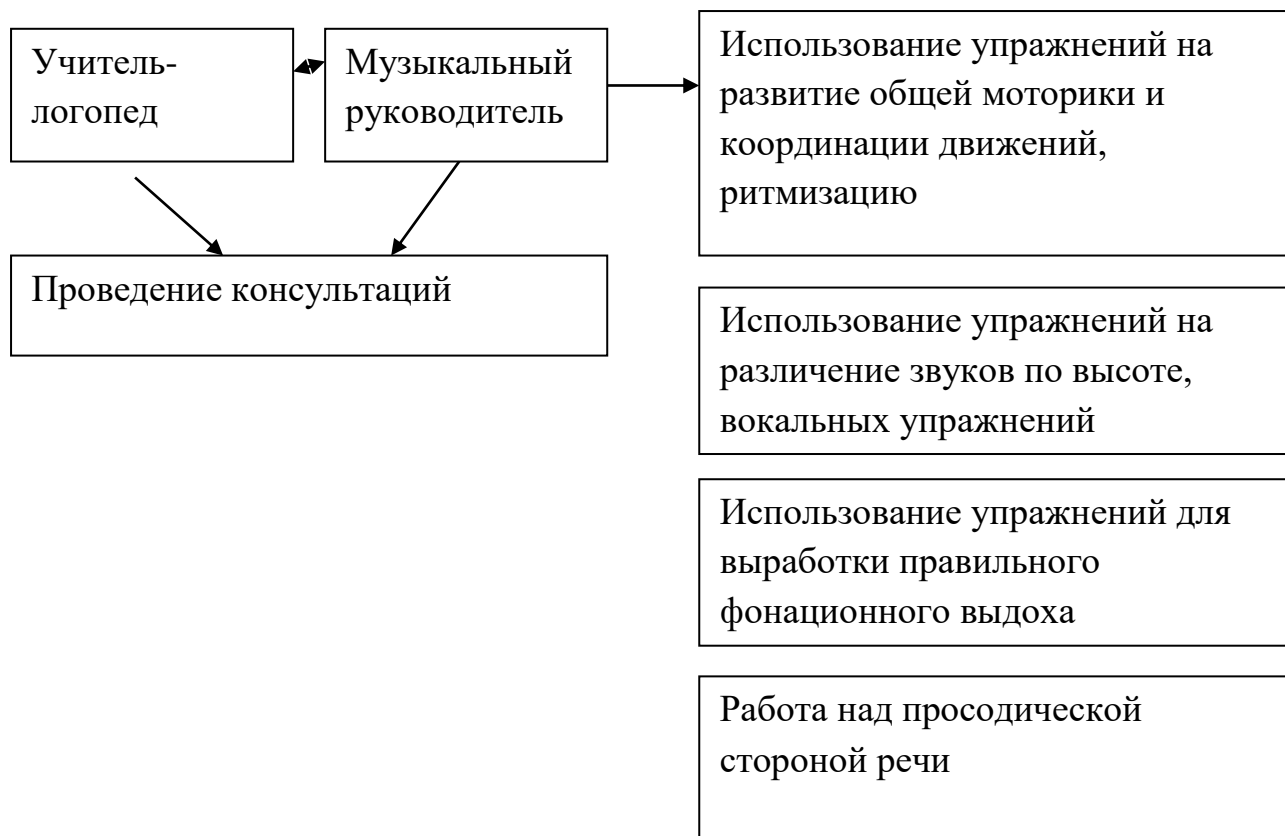 Учитель-
логопед
Музыкальный
руководитель
Использование упражнений на
развитие общей моторики и
координации движений,
ритмизацию
Проведение консультаций
Использование упражнений на
различение звуков по высоте,
вокальных упражнений
Использование упражнений для
выработки правильного
фонационного выдоха
Работа над просодической
стороной речи